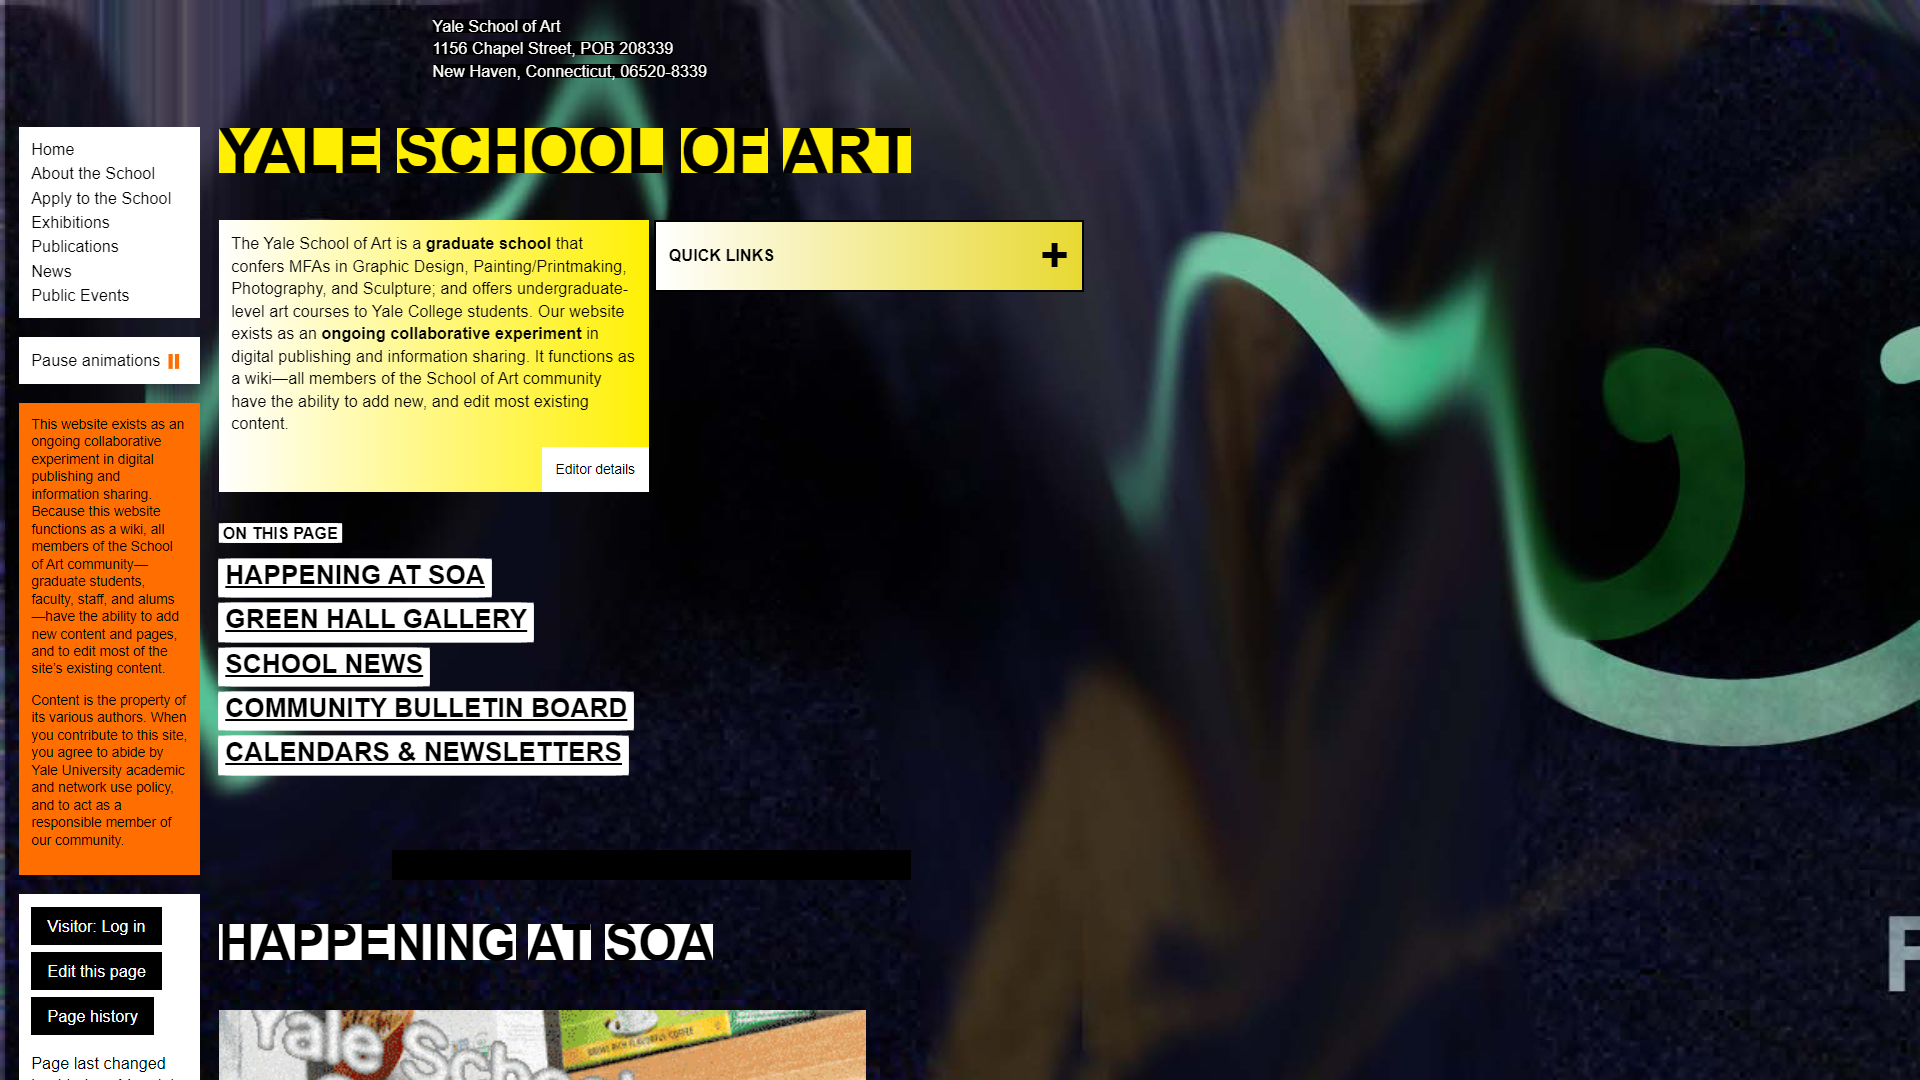 Yale School of Art
1156 Chapel Street, POB 208339
New Haven, Connecticut, 06520-8339
Home
About the School
Apply to the School
Exhibitions
Publications
News
Public Events
Pause animations
This website exists as an
ongoing collaborative
experiment in digital
publishing and
information sharing.
Because this website
functions as a wiki, all
members of the School
of Art community—
graduate students,
faculty, staff, and alums
—have the ability to add
new content and pages,
and to edit most of the
site's existing content.
Content is the property of
its various authors. When
you contribute to this site,
you agree to abide by
Yale University academic
and network use policy,
and to act as a
responsible member of
our community.
Visitor: Log in
Edit this page
Page history
Page last changed
YALE SCHOOL OF ART
The Yale School of Art is a graduate school that
confers MFAs in Graphic Design, Painting/Printmaking,
Photography, and Sculpture; and offers undergraduate-
level art courses to Yale College students. Our website
exists as an ongoing collaborative experiment in
digital publishing and information sharing. It functions as
a wiki—all members of the School of Art community
have the ability to add new, and edit most existing
content.
Editor details
QUICK LINKS
ON THIS PAGE
HAPPENING AT SOA
GREEN HALL GALLERY
SCHOOL NEWS
COMMUNITY BULLETIN BOARD
CALENDARS & NEWSLETTERS
HAPPENING AT SOA
Yale School